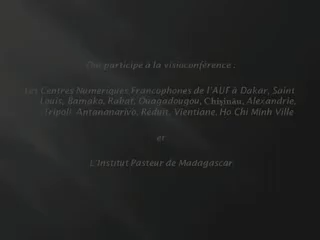 Ont participé à la visioconférence :
Les Centres Numériques Francophones de l'AUF à Dakar, Saint
Louis, Bamako, Rabat, Ouagadougou, Chişinău, Alexandrie,
Tripoli, Antananarivo, Réduit, Vientiane, Ho Chi Minh Ville
et
L'Institut Pasteur de Madagascar.